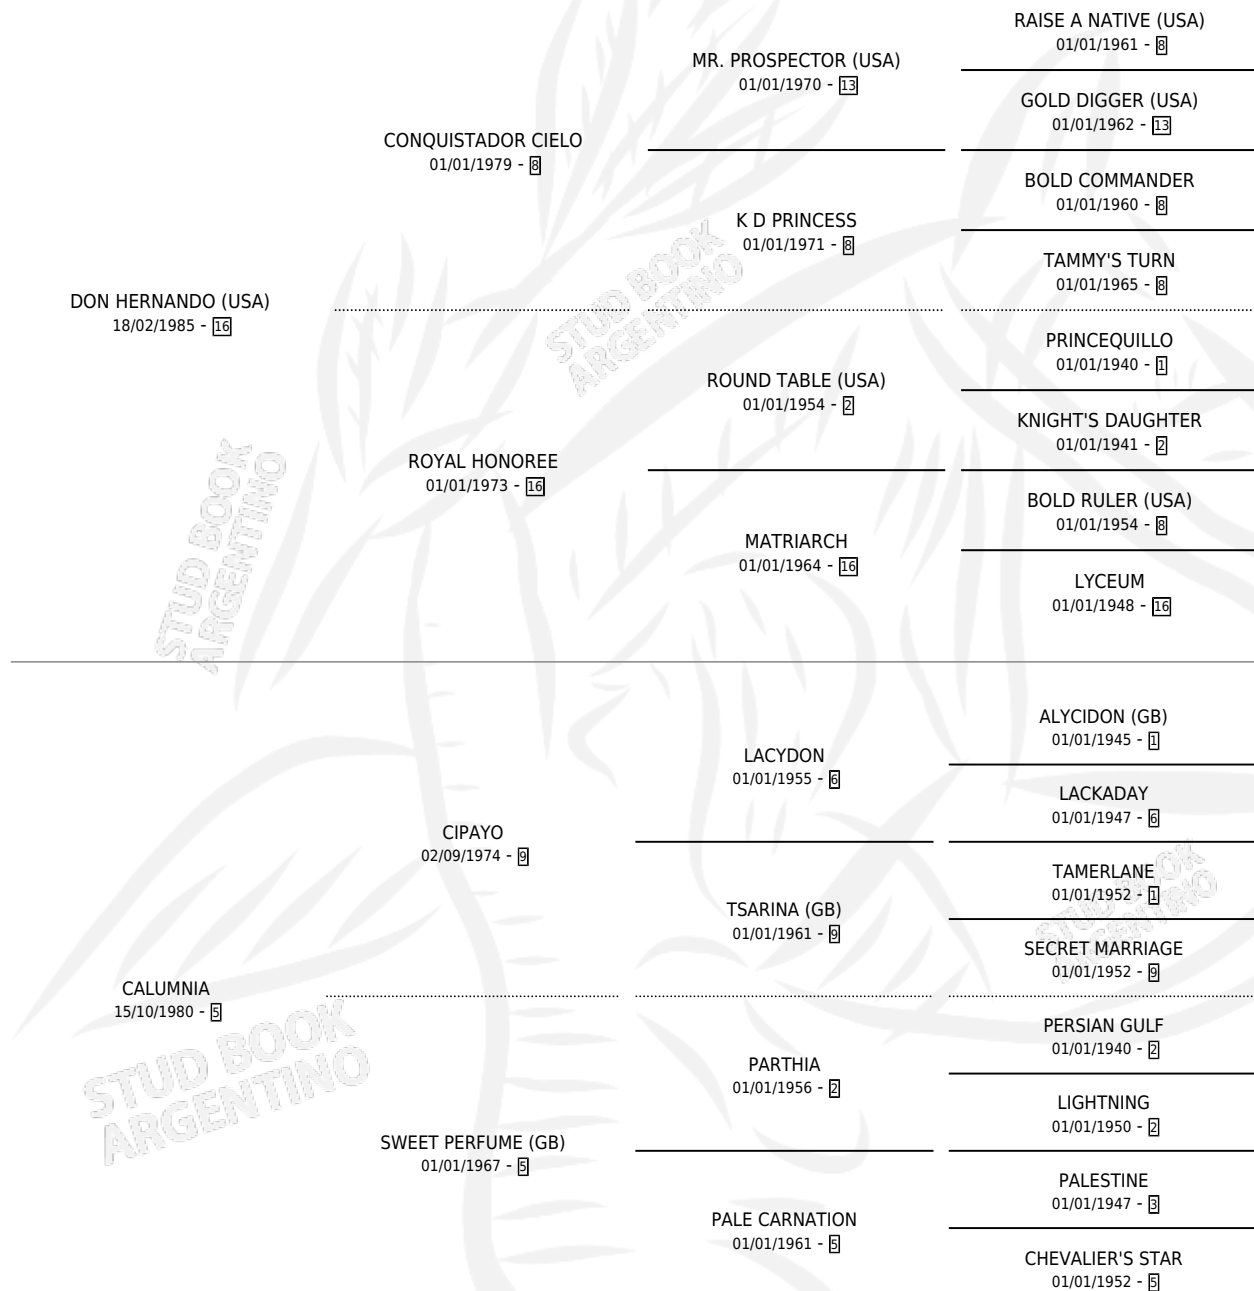 RAISE A NATIVE (USA)
01/01/1961 - 8
MR. PROSPECTOR (USA)
01/01/1970 - 13
GOLD DIGGER (USA)
01/01/1962 - 13
CONQUISTADOR CIELO
01/01/1979 - 8
BOLD COMMANDER
01/01/1960 - 8
K D PRINCESS
01/01/1971 - 8
TAMMY'S TURN
01/01/1965 - 8
DON HERNANDO (USA)
18/02/1985 - 16
PRINCEQUILLO
01/01/1940 - 1
ROUND TABLE (USA)
01/01/1954 - 2
KNIGHT'S DAUGHTER
01/01/1941 - 2
ROYAL HONOREE
01/01/1973 - 16
BOLD RULER (USA)
01/01/1954 - 8
MATRIARCH
01/01/1964 - 16
LYCEUM
01/01/1948 - 16
ALYCIDON (GB)
01/01/1945 - 1
LACYDON
01/01/1955 - 6
LACKADAY
01/01/1947 - 6
CIPAYO
02/09/1974 - 9
TAMERLANE
01/01/1952 - 1
TSARINA (GB)
01/01/1961 - 9
SECRET MARRIAGE
01/01/1952 - 9
CALUMNIA
15/10/1980 - 5
PERSIAN GULF
01/01/1940 - 2
PARTHIA
01/01/1956 - 2
LIGHTNING
01/01/1950 - 2
SWEET PERFUME (GB)
01/01/1967 - 5
PALESTINE
01/01/1947 - 3
PALE CARNATION
01/01/1961 - 5
CHEVALIER'S STAR
01/01/1952 - 5
STUD BOOK
ARGENTINO
STUD BOOK
ARGENTINO
STUD BOOK
ARGENTINO
STUD BOOK
ARGENTINO